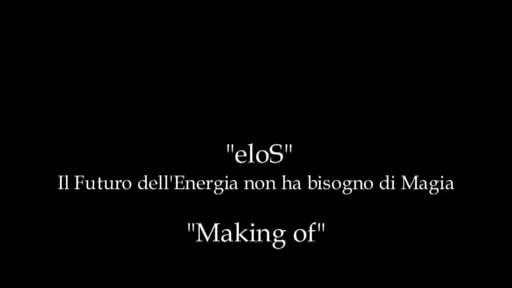 "eloS"
Il Futuro dell'Energia non ha bisogno di Magia
"Making of"